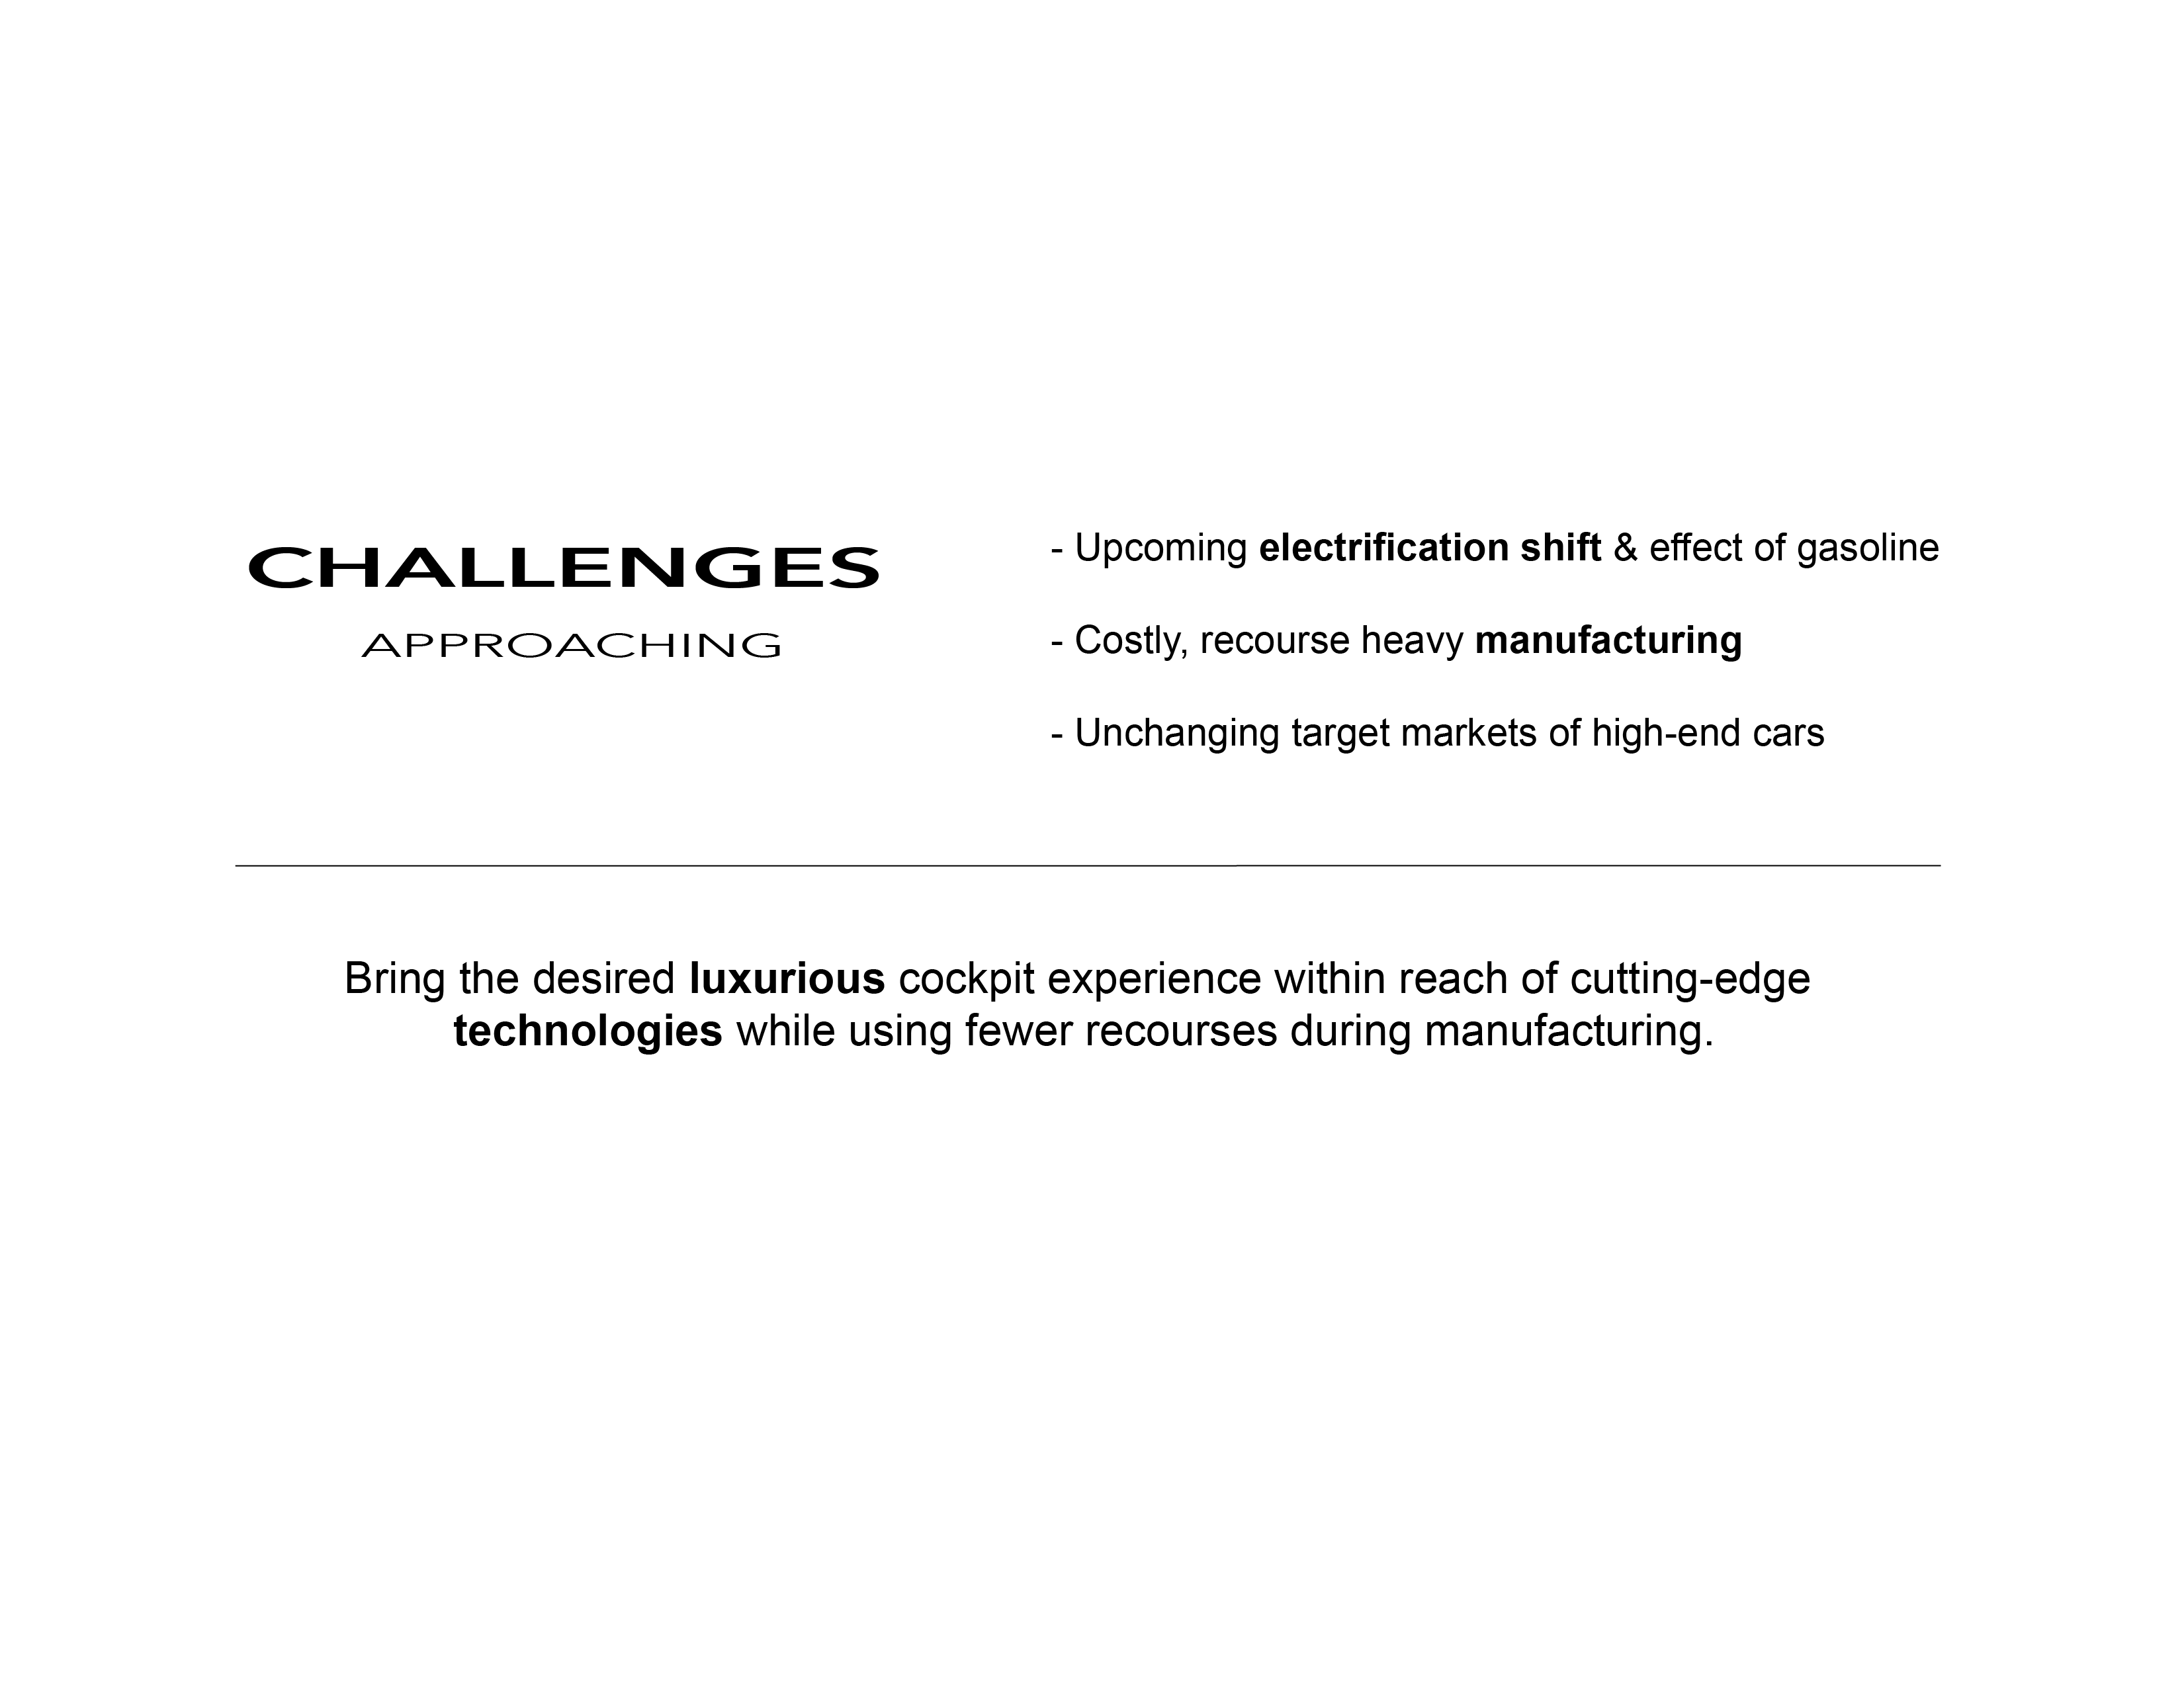 CHALLENGES
APPROACHING
- Upcoming electrification shift & effect of gasoline
- Costly, recourse heavy manufacturing
- Unchanging target markets of high-end cars
Bring the desired luxurious cockpit experience within reach of cutting-edge
technologies while using fewer recourses during manufacturing.